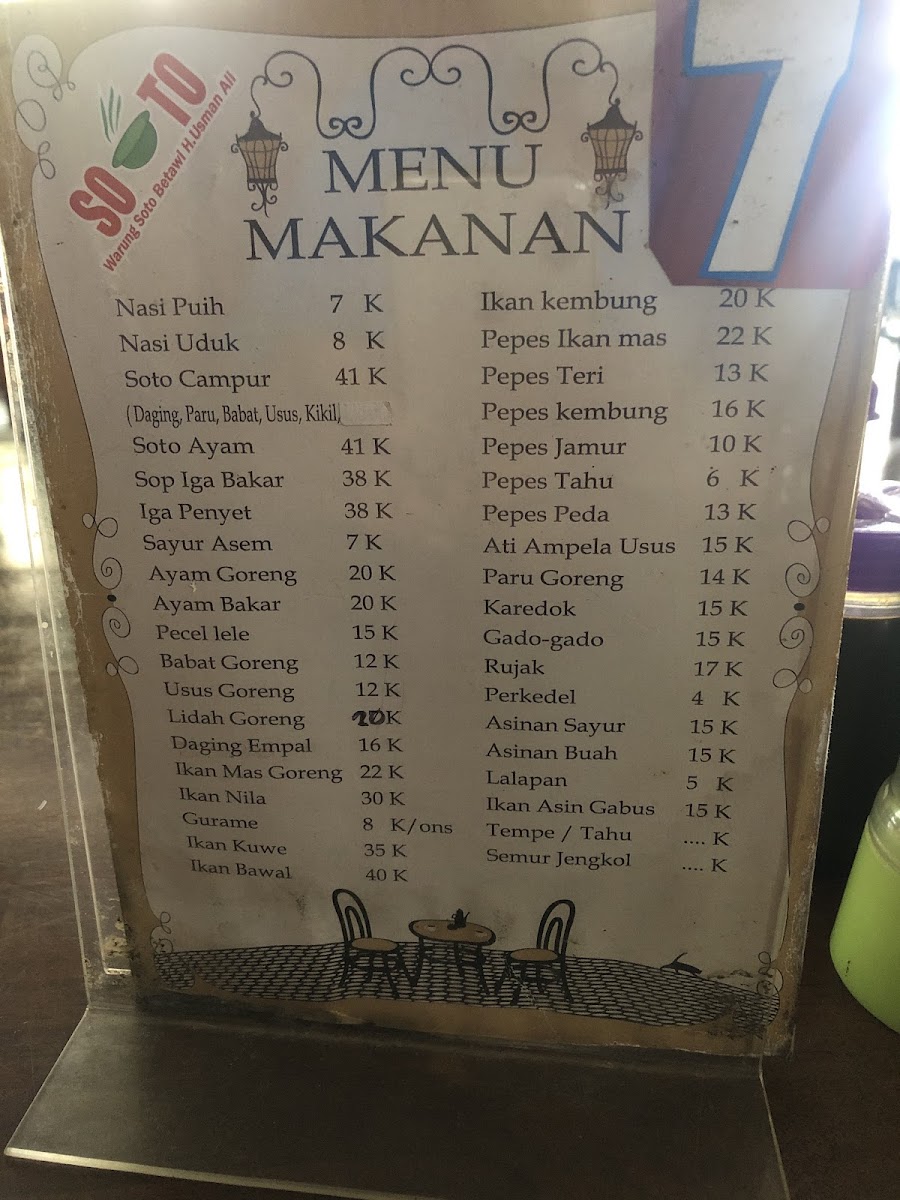 SO TO
Warung Soto Betawi H.Usman Ali
7
MENU
MAKANAN
Nasi Puih 7 K
Nasi Uduk 8 K
Soto Campur 41 K
(Daging, Paru, Babat, Usus, Kikil,
Soto Ayam 41 K
Sop Iga Bakar 38 K
Iga Penyet 38 K
Sayur Asem 7 K
Ayam Goreng 20 K
Ayam Bakar 20 K
Pecel lele 15 K
Babat Goreng 12 K
Usus Goreng 12 K
Lidah Goreng 20K
Daging Empal 16 K
Ikan Mas Goreng 22 K
Ikan Nila 30 K
Gurame 8 K/ons
Ikan Kuwe 35 K
Ikan Bawal 40 K
Ikan kembung 20 K
Pepes Ikan mas 22 K
Pepes Teri 13 K
Pepes kembung 16 K
Pepes Jamur 10 K
Pepes Tahu 6 K
Pepes Peda 13 K
Ati Ampela Usus 15 K
Paru Goreng 14 K
Karedok 15 K
Gado-gado 15 K
Rujak 17 K
Perkedel 4 K
Asinan Sayur 15 K
Asinan Buah 15 K
Lalapan 5 K
Ikan Asin Gabus 15 K
Tempe / Tahu .... K
Semur Jengkol .... K